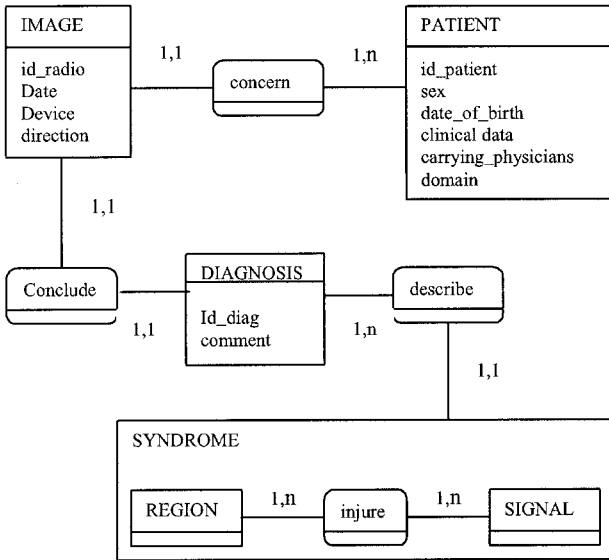 IMAGE
id_radio
Date
Device
direction
1,1
concern
1,n
PATIENT
id_patient
sex
date_of_birth
clinical data
carrying_physicians
domain
1,1
Conclude
1,1
DIAGNOSIS
Id_diag
comment
1,n
describe
1,1
SYNDROME
REGION
1,n
injure
1,n
SIGNAL